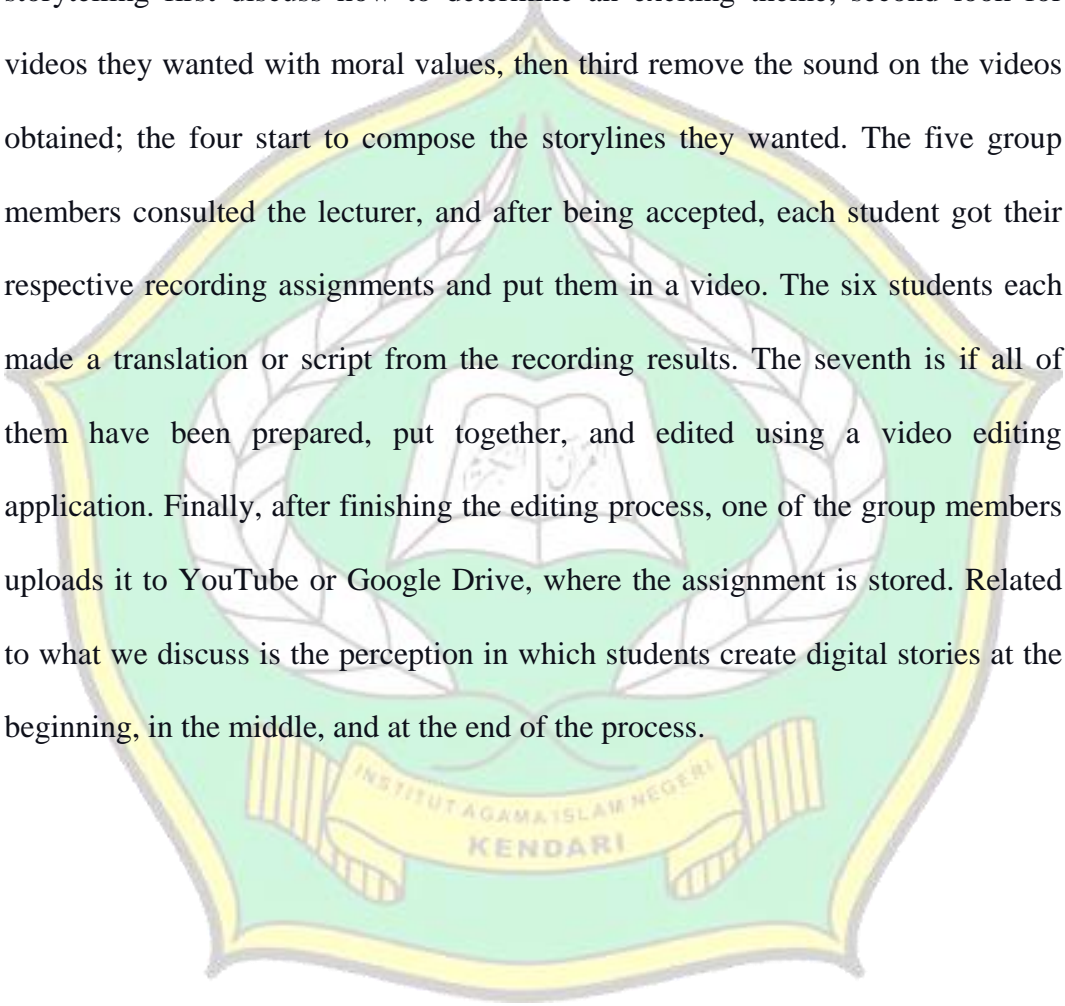 storytelling first discuss how to determine an exciting theme, second look for
videos they wanted with moral values, then third remove the sound on the videos
obtained; the four start to compose the storylines they wanted. The five group
members consulted the lecturer, and after being accepted, each student got their
respective recording assignments and put them in a video. The six students each
made a translation or script from the recording results. The seventh is if all of
them have been prepared, put together, and edited using a video editing
application. Finally, after finishing the editing process, one of the group members
uploads it to YouTube or Google Drive, where the assignment is stored. Related
to what we discuss is the perception in which students create digital stories at the
beginning, in the middle, and at the end of the process.
INSTITUT AGAMA ISLAM NEGERI
KENDARI